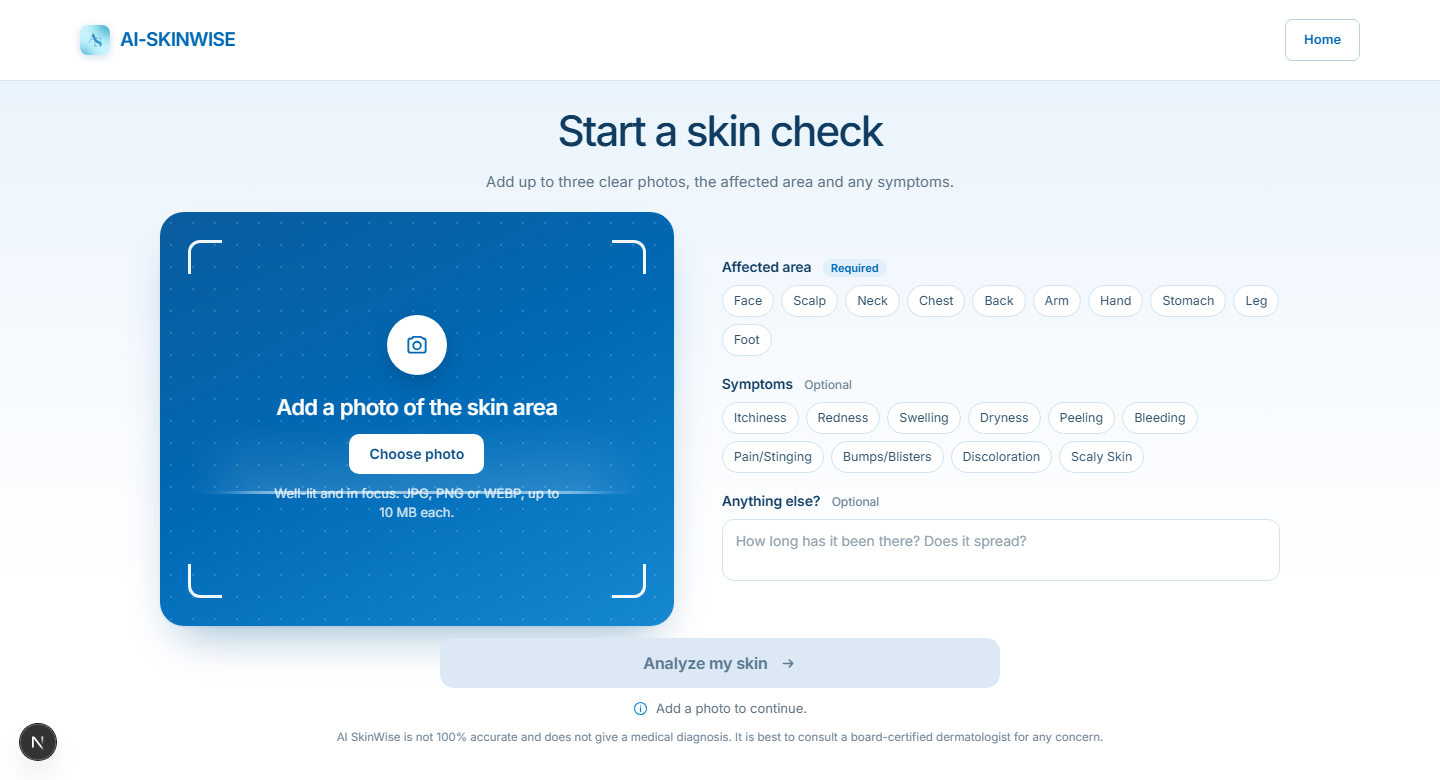 AI-SKINWISE
Home
Start a skin check
Add up to three clear photos, the affected area and any symptoms.
Add a photo of the skin area
Choose photo
Well-lit and in focus. JPG, PNG or WEBP, up to
10 MB each.
Affected area Required
Face Scalp Neck Chest Back Arm Hand Stomach Leg
Foot
Symptoms Optional
Itchiness Redness Swelling Dryness Peeling Bleeding
Pain/Stinging Bumps/Blisters Discoloration Scaly Skin
Anything else? Optional
How long has it been there? Does it spread?
Analyze my skin →
Add a photo to continue.
AI SkinWise is not 100% accurate and does not give a medical diagnosis. It is best to consult a board-certified dermatologist for any concern.
N